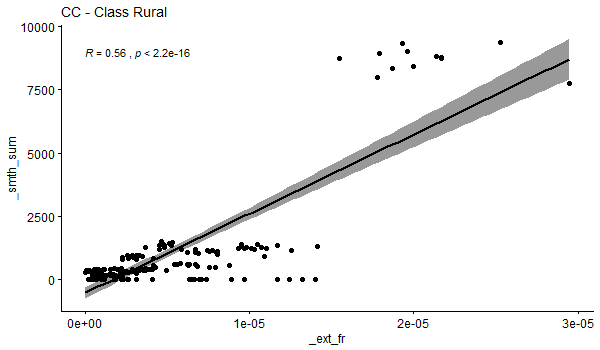 CC - Class Rural
10000
R = 0.56 , p < 2.2e-16
7500
_smth_sum
5000
2500
0
0e+00 1e-05 2e-05 3e-05
_ext_fr